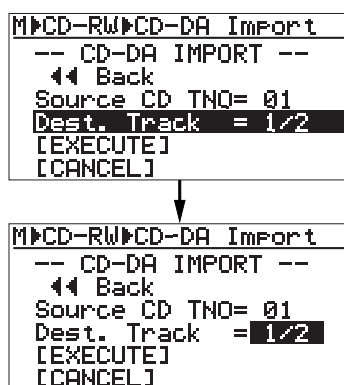 M▶CD-RW▶CD-DA Import
-- CD-DA IMPORT --
◀◀ Back
Source CD TNO= 01
Dest. Track = 1/2
[EXECUTE]
[CANCEL]
M▶CD-RW▶CD-DA Import
-- CD-DA IMPORT --
◀◀ Back
Source CD TNO= 01
Dest. Track = 1/2
[EXECUTE]
[CANCEL]